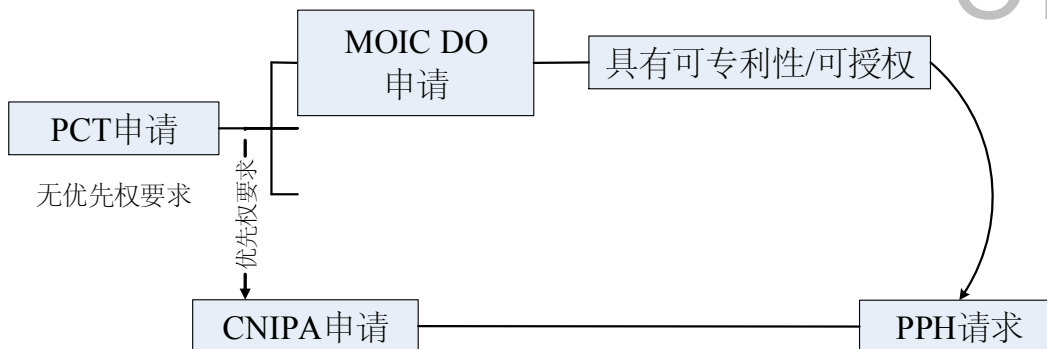 MOIC DO
申请
具有可专利性/可授权
PCT申请
无优先权要求
优先权要求
CNIPA申请
PPH请求